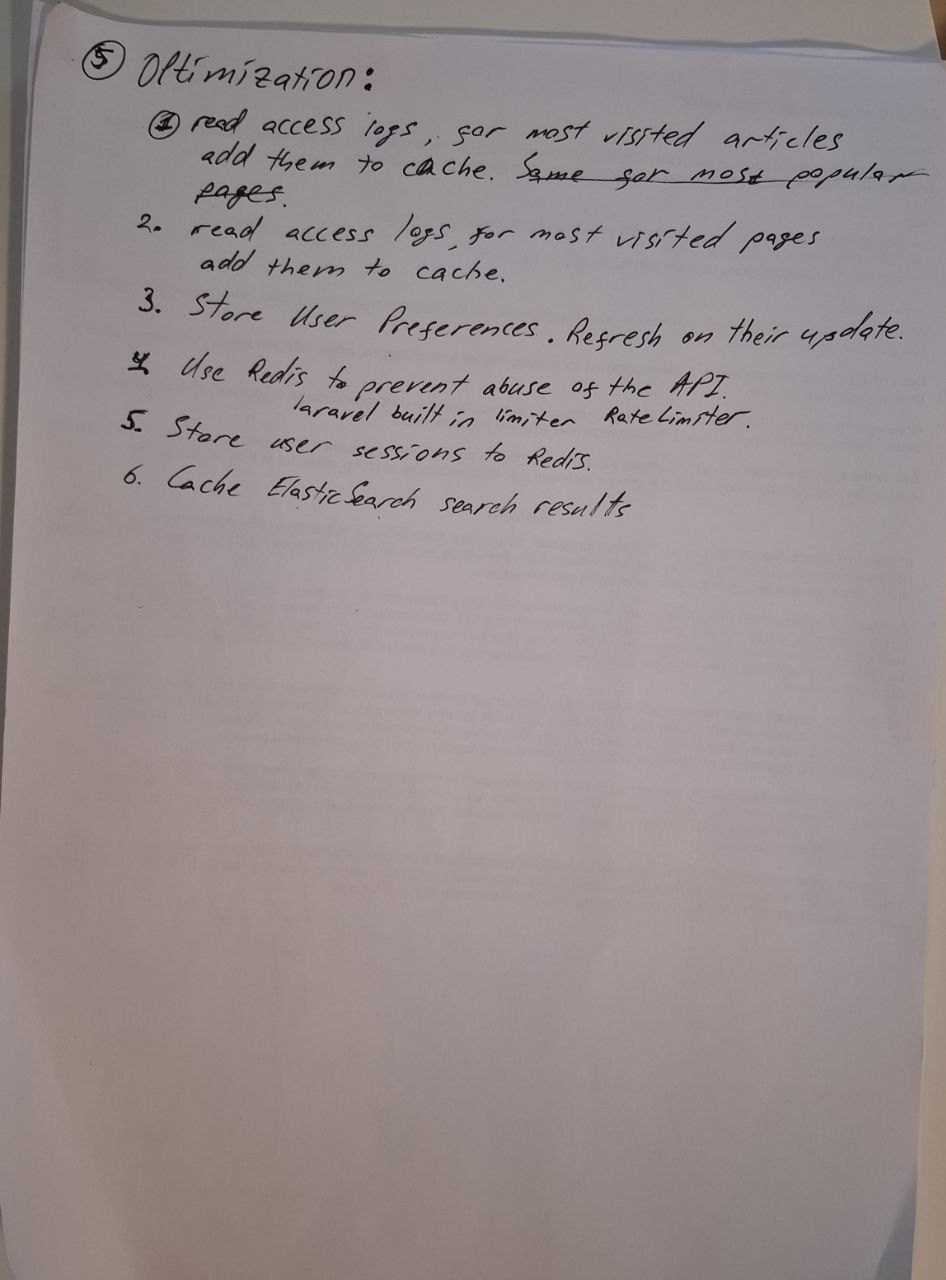 ⑤ Oltimization:
① read access logs, for most visited articles
add them to cache. ~~Same for most popular~~
~~pages.~~
2. read access logs, for most visited pages
add them to cache.
3. Store User Preferences. Refresh on their update.
4. Use Redis to prevent abuse of the API.
laravel built in limiter RateLimiter.
5. Store user sessions to Redis.
6. Cache ElasticSearch search results